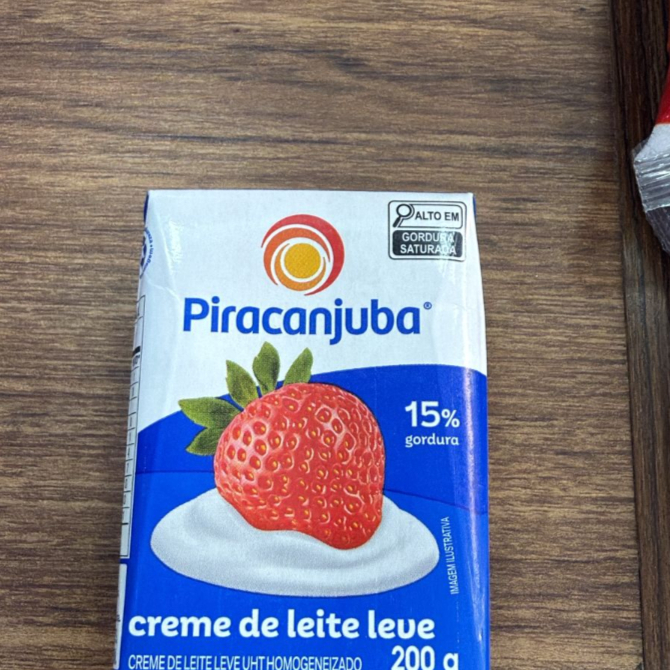 ALTO EM
GORDURA
SATURADA
Piracanjuba®
15%
gordura
IMAGEM ILUSTRATIVA
creme de leite leve
CREME DE LEITE LEVE UHT HOMOGENEIZADO
200 g